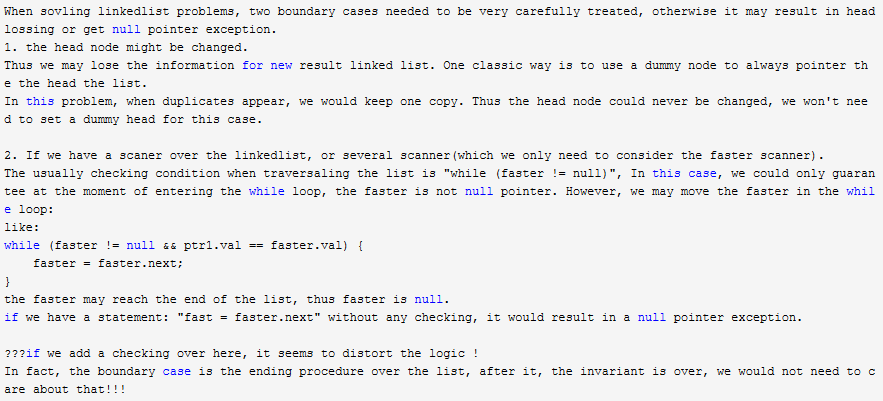 When sovling linkedlist problems, two boundary cases needed to be very carefully treated, otherwise it may result in head
lossing or get null pointer exception.
1. the head node might be changed.
Thus we may lose the information for new result linked list. One classic way is to use a dummy node to always pointer th
e the head the list.
In this problem, when duplicates appear, we would keep one copy. Thus the head node could never be changed, we won't nee
d to set a dummy head for this case.
2. If we have a scaner over the linkedlist, or several scanner(which we only need to consider the faster scanner).
The usually checking condition when traversaling the list is "while (faster != null)", In this case, we could only guaran
tee at the moment of entering the while loop, the faster is not null pointer. However, we may move the faster in the whil
e loop:
like:
while (faster != null && ptr1.val == faster.val) {
    faster = faster.next;
}
the faster may reach the end of the list, thus faster is null.
if we have a statement: "fast = faster.next" without any checking, it would result in a null pointer exception.
???if we add a checking over here, it seems to distort the logic !
In fact, the boundary case is the ending procedure over the list, after it, the invariant is over, we would not need to c
are about that!!!